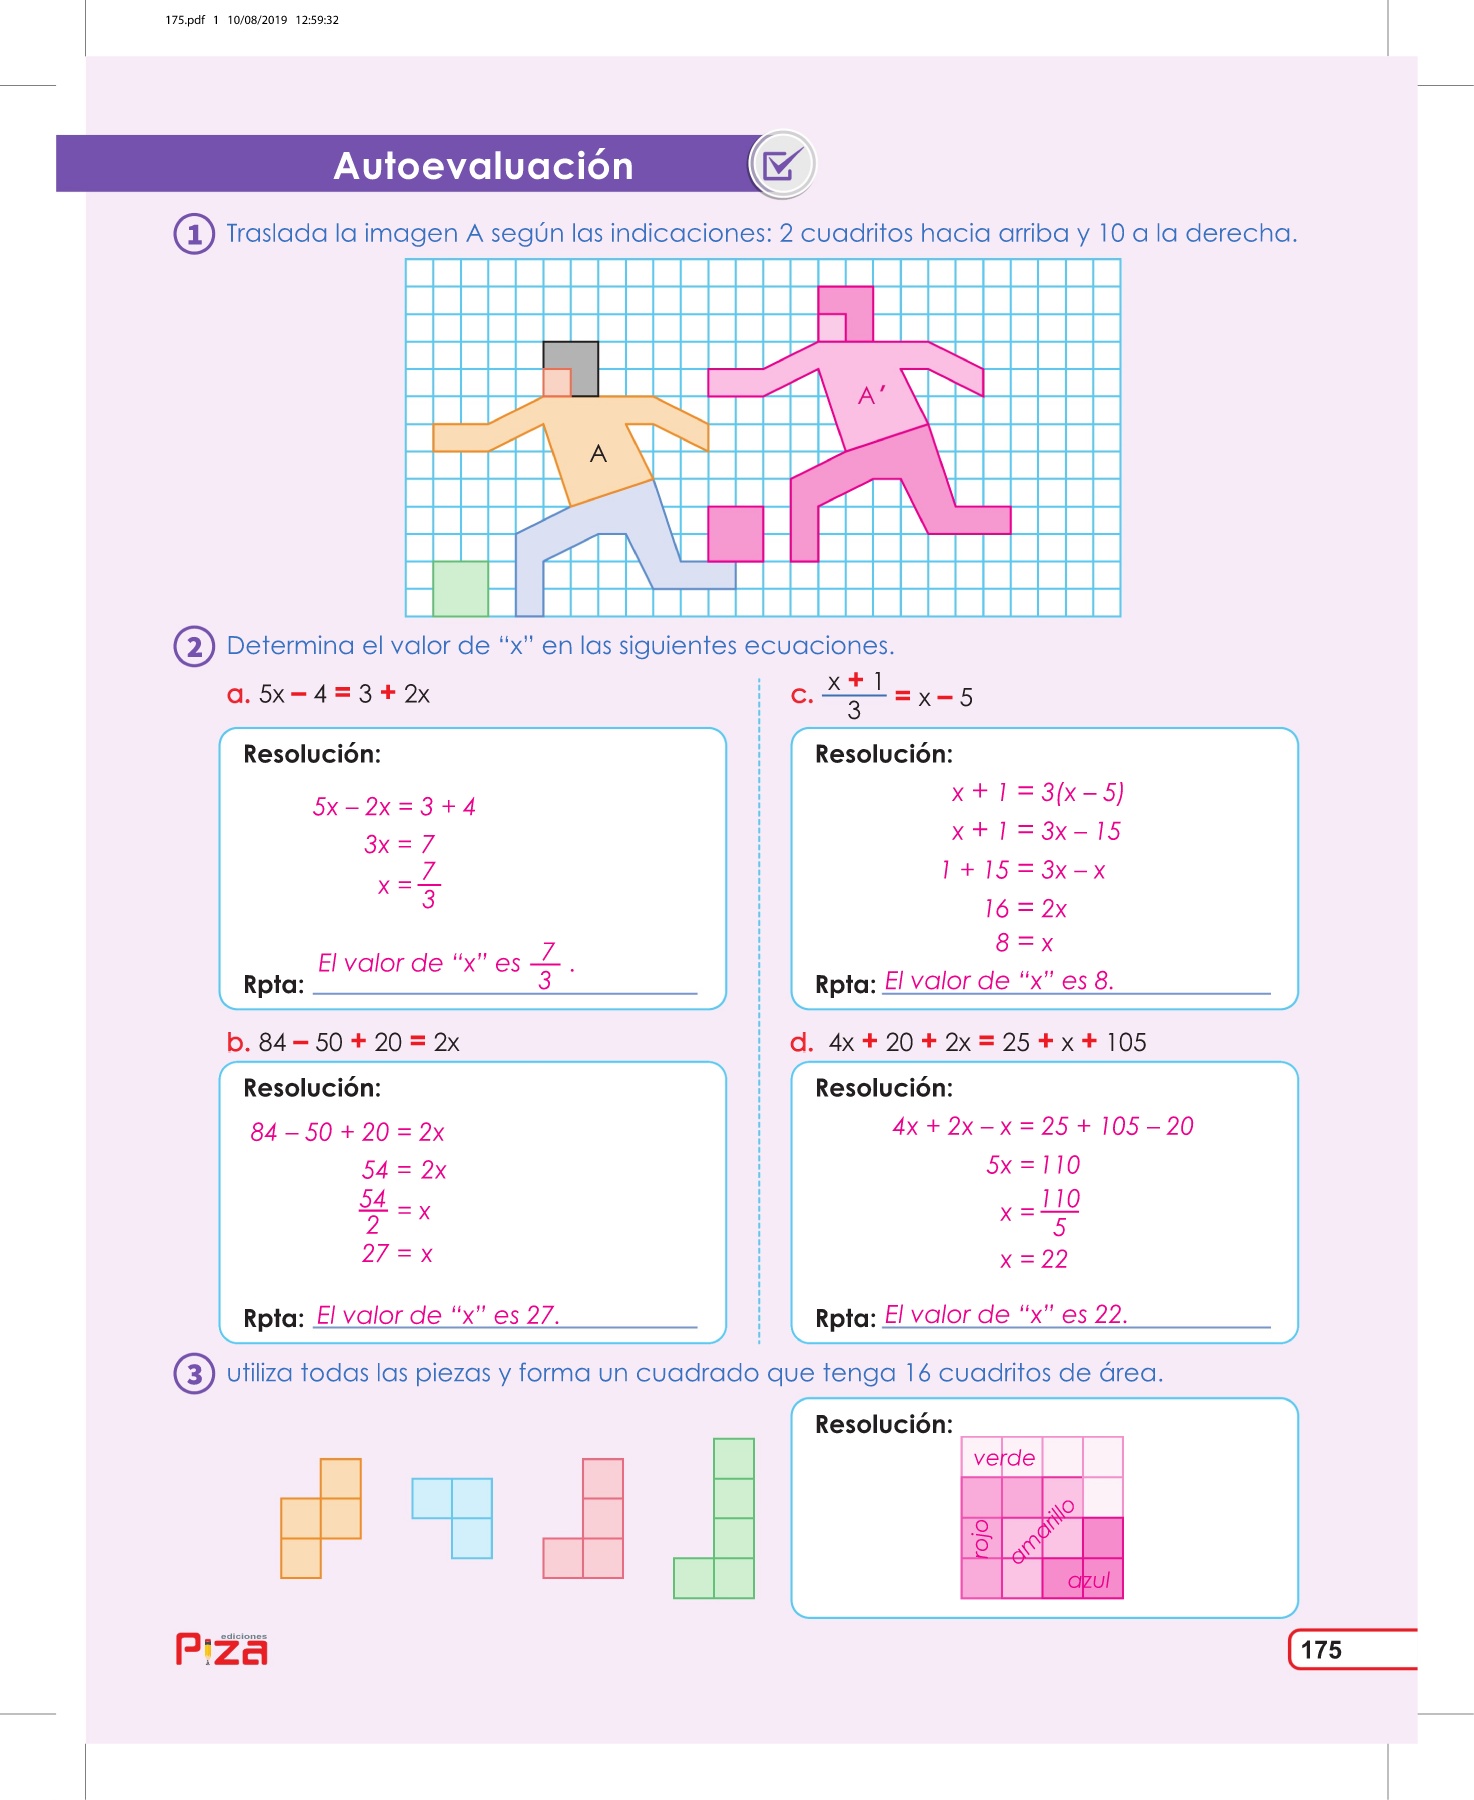 175.pdf 1 10/08/2019 12:59:32
Autoevaluación
1 Traslada la imagen A según las indicaciones: 2 cuadritos hacia arriba y 10 a la derecha.
A
A′
2 Determina el valor de “x” en las siguientes ecuaciones.
a. 5x – 4 = 3 + 2x
Resolución:
5x – 2x = 3 + 4
3x = 7
x = 7/3
Rpta: El valor de “x” es 7/3 .
b. 84 – 50 + 20 = 2x
Resolución:
84 – 50 + 20 = 2x
54 = 2x
54/2 = x
27 = x
Rpta: El valor de “x” es 27.
c. x + 1/3 = x – 5
Resolución:
x + 1 = 3(x – 5)
x + 1 = 3x – 15
1 + 15 = 3x – x
16 = 2x
8 = x
Rpta: El valor de “x” es 8.
d. 4x + 20 + 2x = 25 + x + 105
Resolución:
4x + 2x – x = 25 + 105 – 20
5x = 110
x = 110/5
x = 22
Rpta: El valor de “x” es 22.
3 utiliza todas las piezas y forma un cuadrado que tenga 16 cuadritos de área.
Resolución:
verde
rojo
amarillo
azul
ediciones
Piza
175